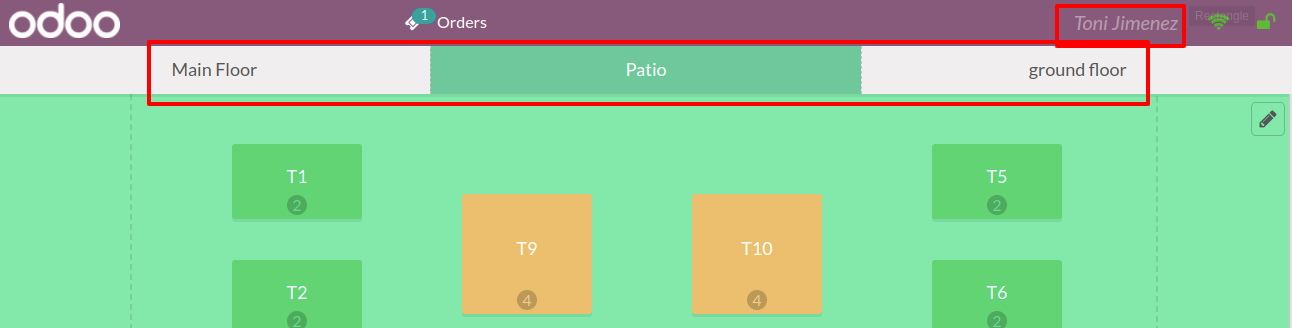 odoo 1 Orders Toni Jimenez Rectangle
Main Floor Patio ground floor
T1 T5
2 2
T9 T10
T2 T6
4 4
2 2